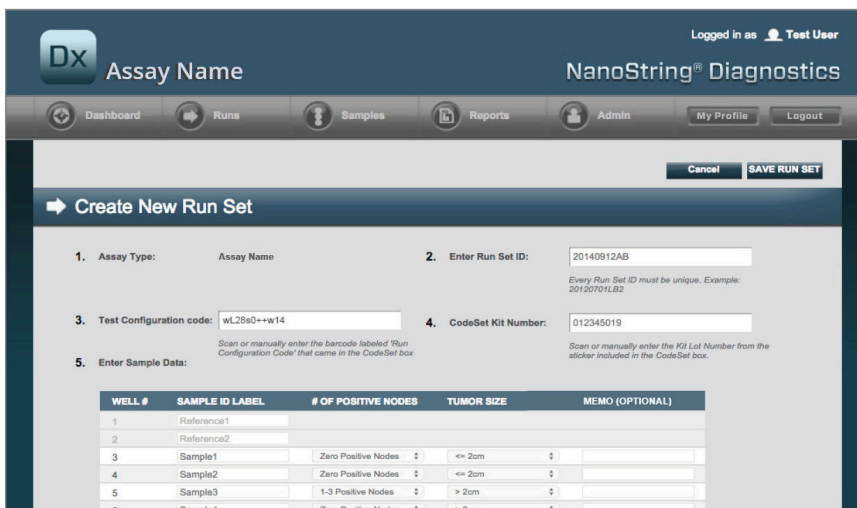 Logged in as Test User
Dx Assay Name NanoString® Diagnostics
Dashboard Runs Samples Reports Admin My Profile Logout
Cancel SAVE RUN SET
Create New Run Set
1. Assay Type: Assay Name 2. Enter Run Set ID: 20140912AB
Every Run Set ID must be unique. Example:
20120701LB2
3. Test Configuration code: wL28s0++w14 4. CodeSet Kit Number: 012345019
Scan or manually enter the barcode labeled 'Run
Configuration Code' that came in the CodeSet box
Scan or manually enter the Kit Lot Number from the
sticker included in the CodeSet box.
5. Enter Sample Data:
WELL # SAMPLE ID LABEL # OF POSITIVE NODES TUMOR SIZE MEMO (OPTIONAL)
1 Reference1
2 Reference2
3 Sample1 Zero Positive Nodes <= 2cm
4 Sample2 Zero Positive Nodes <= 2cm
5 Sample3 1-3 Positive Nodes > 2cm